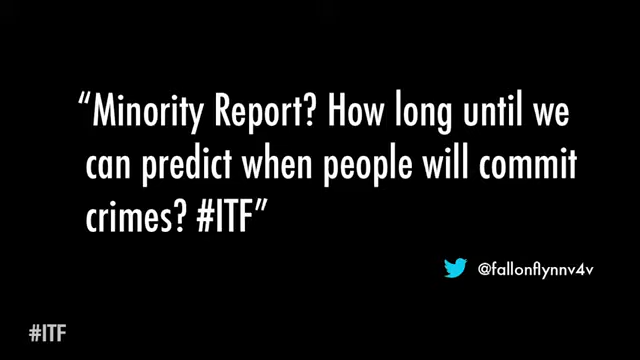 “Minority Report? How long until we
can predict when people will commit
crimes? #ITF”
@fallonflynnv4v
#ITF